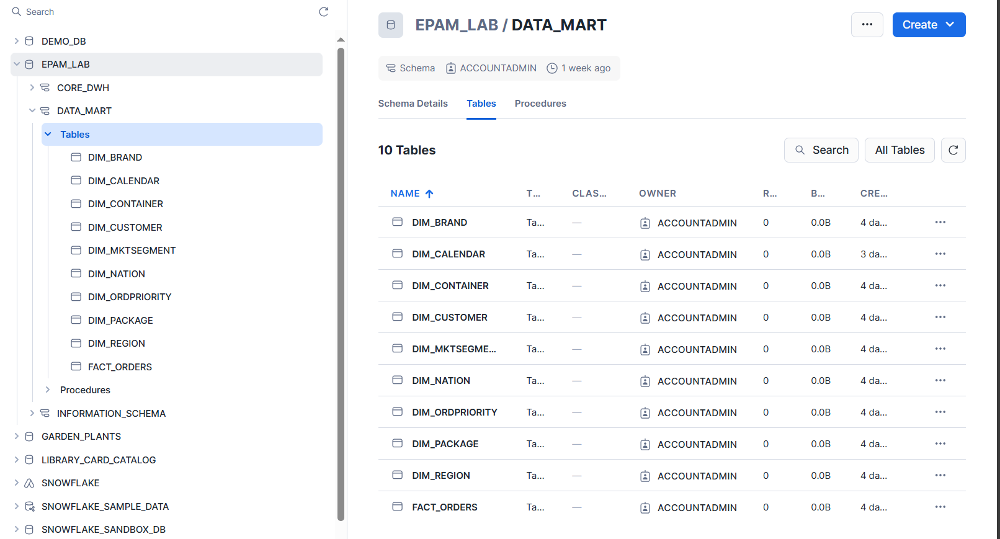 Search
DEMO_DB
EPAM_LAB
CORE_DWH
DATA_MART
Tables
DIM_BRAND
DIM_CALENDAR
DIM_CONTAINER
DIM_CUSTOMER
DIM_MKTSEGMENT
DIM_NATION
DIM_ORDPRIORITY
DIM_PACKAGE
DIM_REGION
FACT_ORDERS
Procedures
INFORMATION_SCHEMA
GARDEN_PLANTS
LIBRARY_CARD_CATALOG
SNOWFLAKE
SNOWFLAKE_SAMPLE_DATA
SNOWFLAKE_SANDBOX_DB
EPAM_LAB / DATA_MART
... Create
Schema ACCOUNTADMIN 1 week ago
Schema Details Tables Procedures
10 Tables Search All Tables
NAME T... CLAS... OWNER R... B... CRE...
DIM_BRAND Ta... — ACCOUNTADMIN 0 0.0B 4 da... ...
DIM_CALENDAR Ta... — ACCOUNTADMIN 0 0.0B 3 da... ...
DIM_CONTAINER Ta... — ACCOUNTADMIN 0 0.0B 4 da... ...
DIM_CUSTOMER Ta... — ACCOUNTADMIN 0 0.0B 4 da... ...
DIM_MKTSEGME... Ta... — ACCOUNTADMIN 0 0.0B 4 da... ...
DIM_NATION Ta... — ACCOUNTADMIN 0 0.0B 4 da... ...
DIM_ORDPRIORITY Ta... — ACCOUNTADMIN 0 0.0B 4 da... ...
DIM_PACKAGE Ta... — ACCOUNTADMIN 0 0.0B 4 da... ...
DIM_REGION Ta... — ACCOUNTADMIN 0 0.0B 4 da... ...
FACT_ORDERS Ta... — ACCOUNTADMIN 0 0.0B 4 da... ...